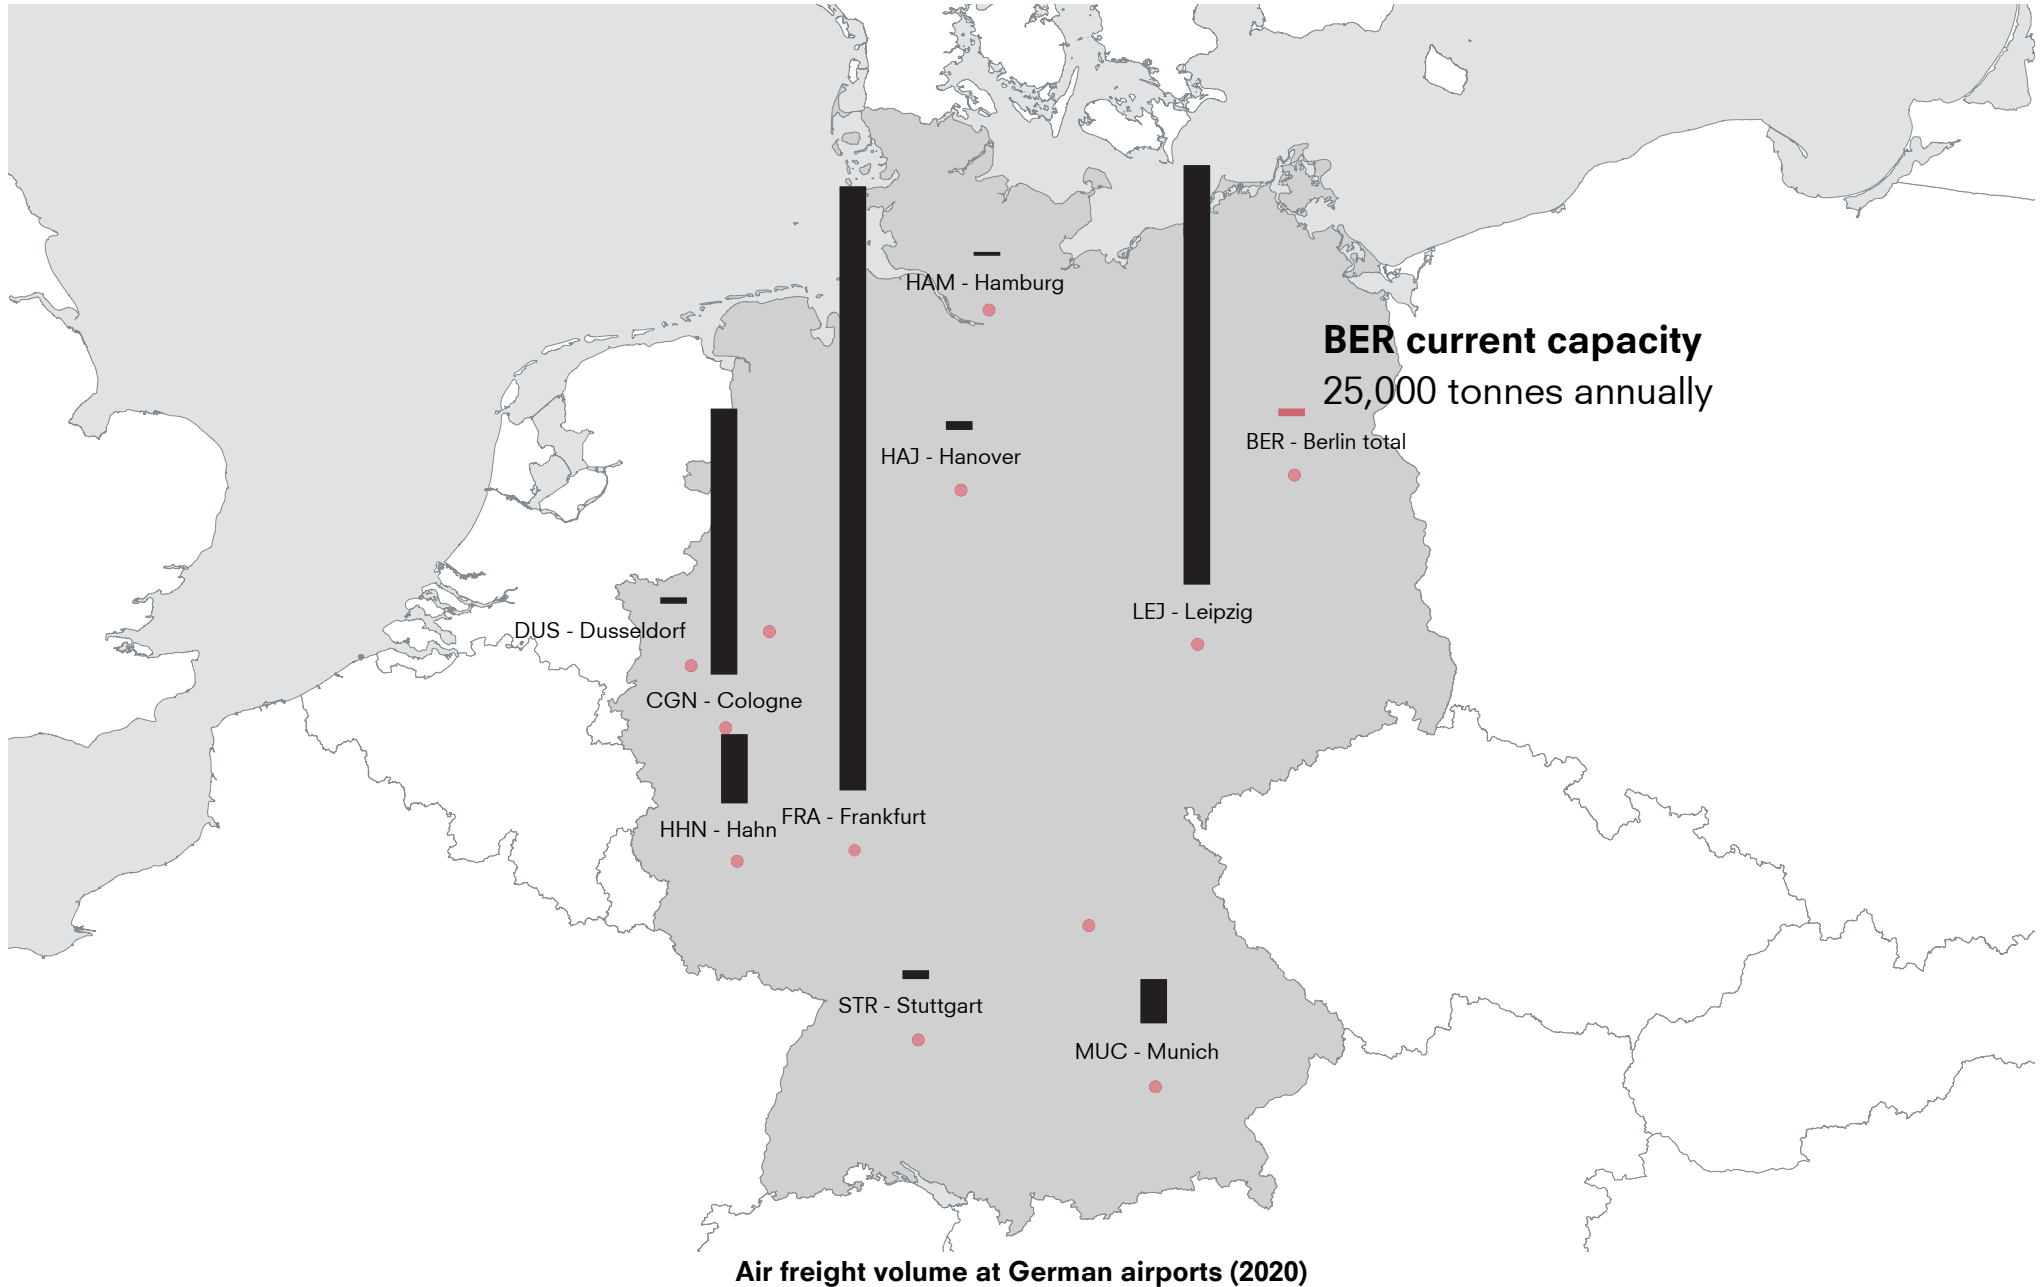 HAM - Hamburg
BER current capacity
25,000 tonnes annually
HAJ - Hanover
BER - Berlin total
LEJ - Leipzig
DUS - Dusseldorf
CGN - Cologne
HHN - Hahn
FRA - Frankfurt
STR - Stuttgart
MUC - Munich
Air freight volume at German airports (2020)